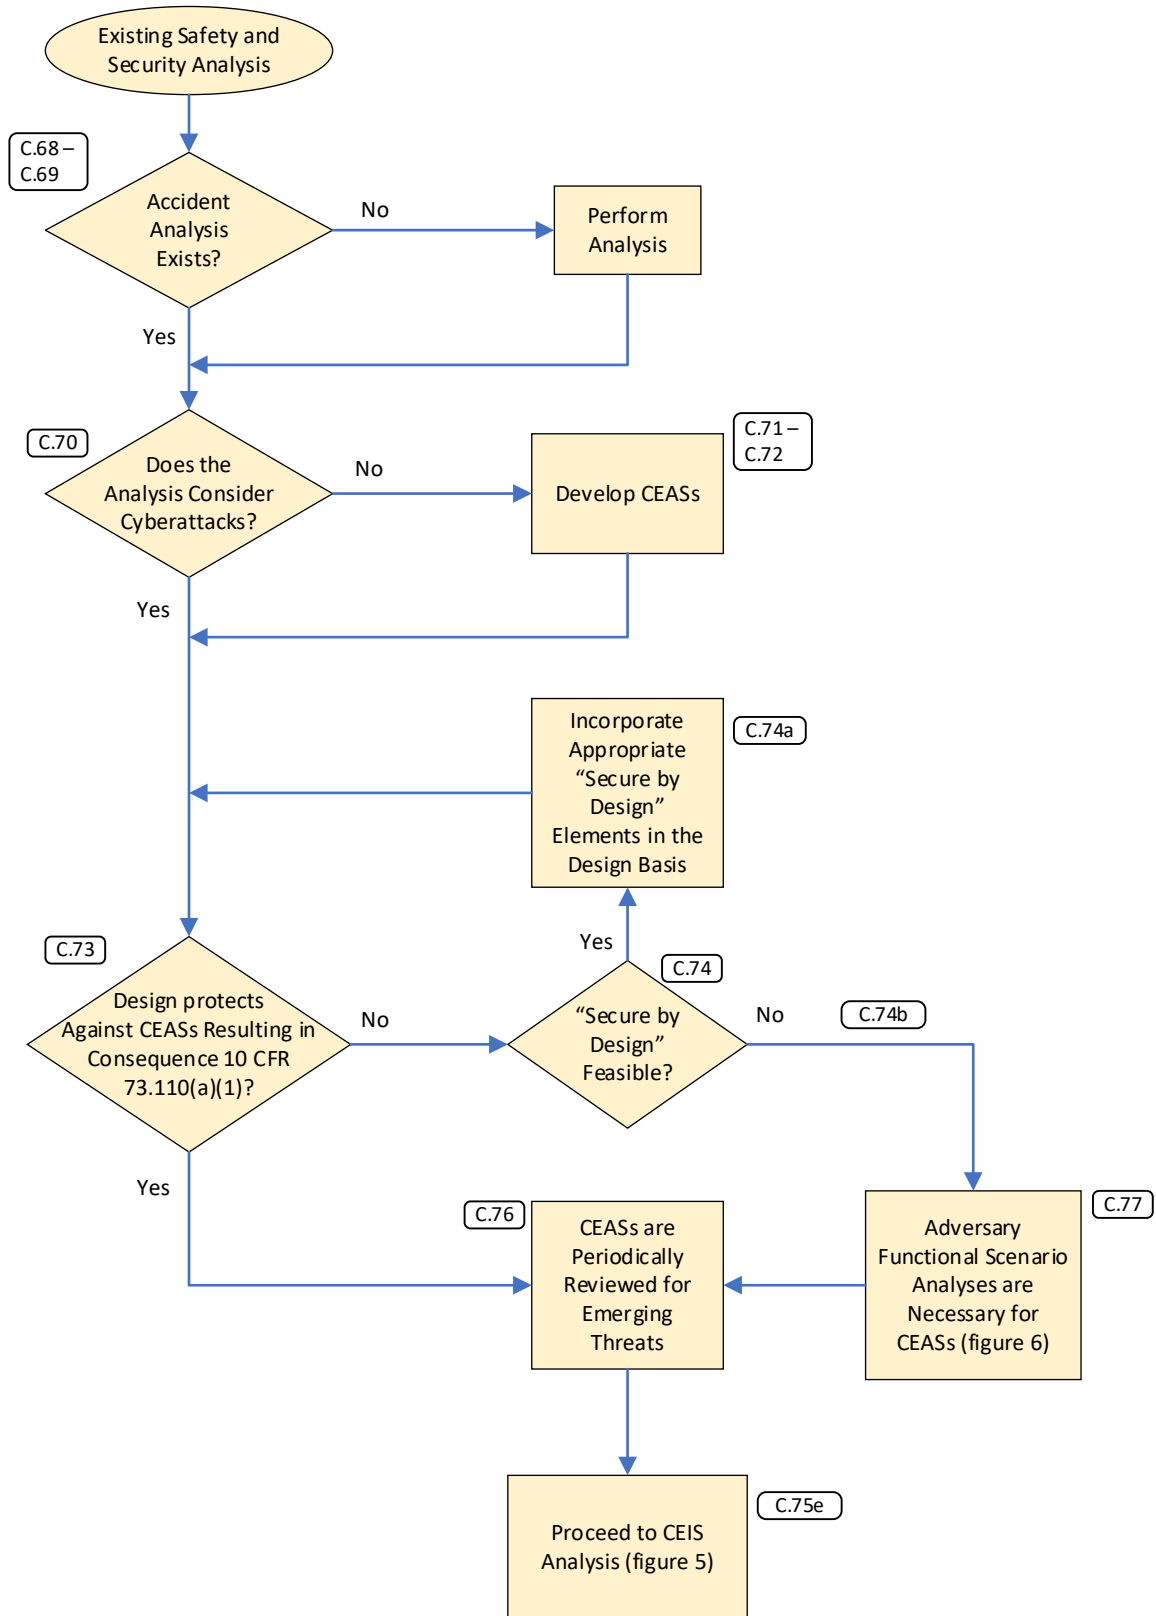 Existing Safety and
Security Analysis
C.68 –
C.69
Accident
Analysis
Exists?
No
Perform
Analysis
Yes
C.70
Does the
Analysis Consider
Cyberattacks?
No
Develop CEASs
C.71 –
C.72
Yes
Incorporate
Appropriate
“Secure by
Design”
Elements in the
Design Basis
C.74a
C.73
Design protects
Against CEASs Resulting in
Consequence 10 CFR
73.110(a)(1)?
No
Yes
C.74
“Secure by
Design”
Feasible?
No
C.74b
Yes
C.76
CEASs are
Periodically
Reviewed for
Emerging
Threats
Adversary
Functional Scenario
Analyses are
Necessary for
CEASs (figure 6)
C.77
Proceed to CEIS
Analysis (figure 5)
C.75e